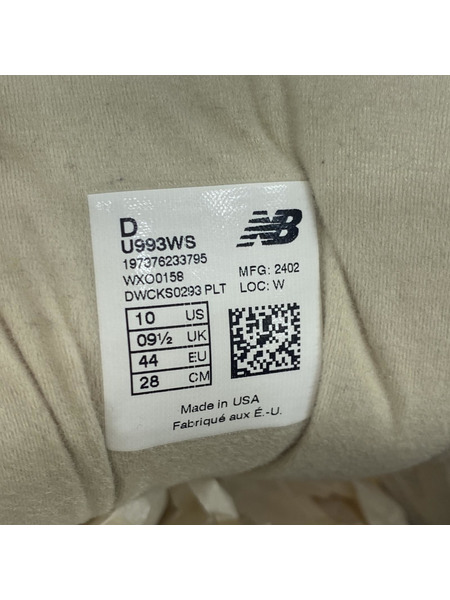 D
U993WS
197376233795
WXO0158
DWCKS0293 PLT
NB
MFG: 2402
LOC: W
10 US
09½ UK
44 EU
28 CM
Made in USA
Fabriqué aux É.-U.